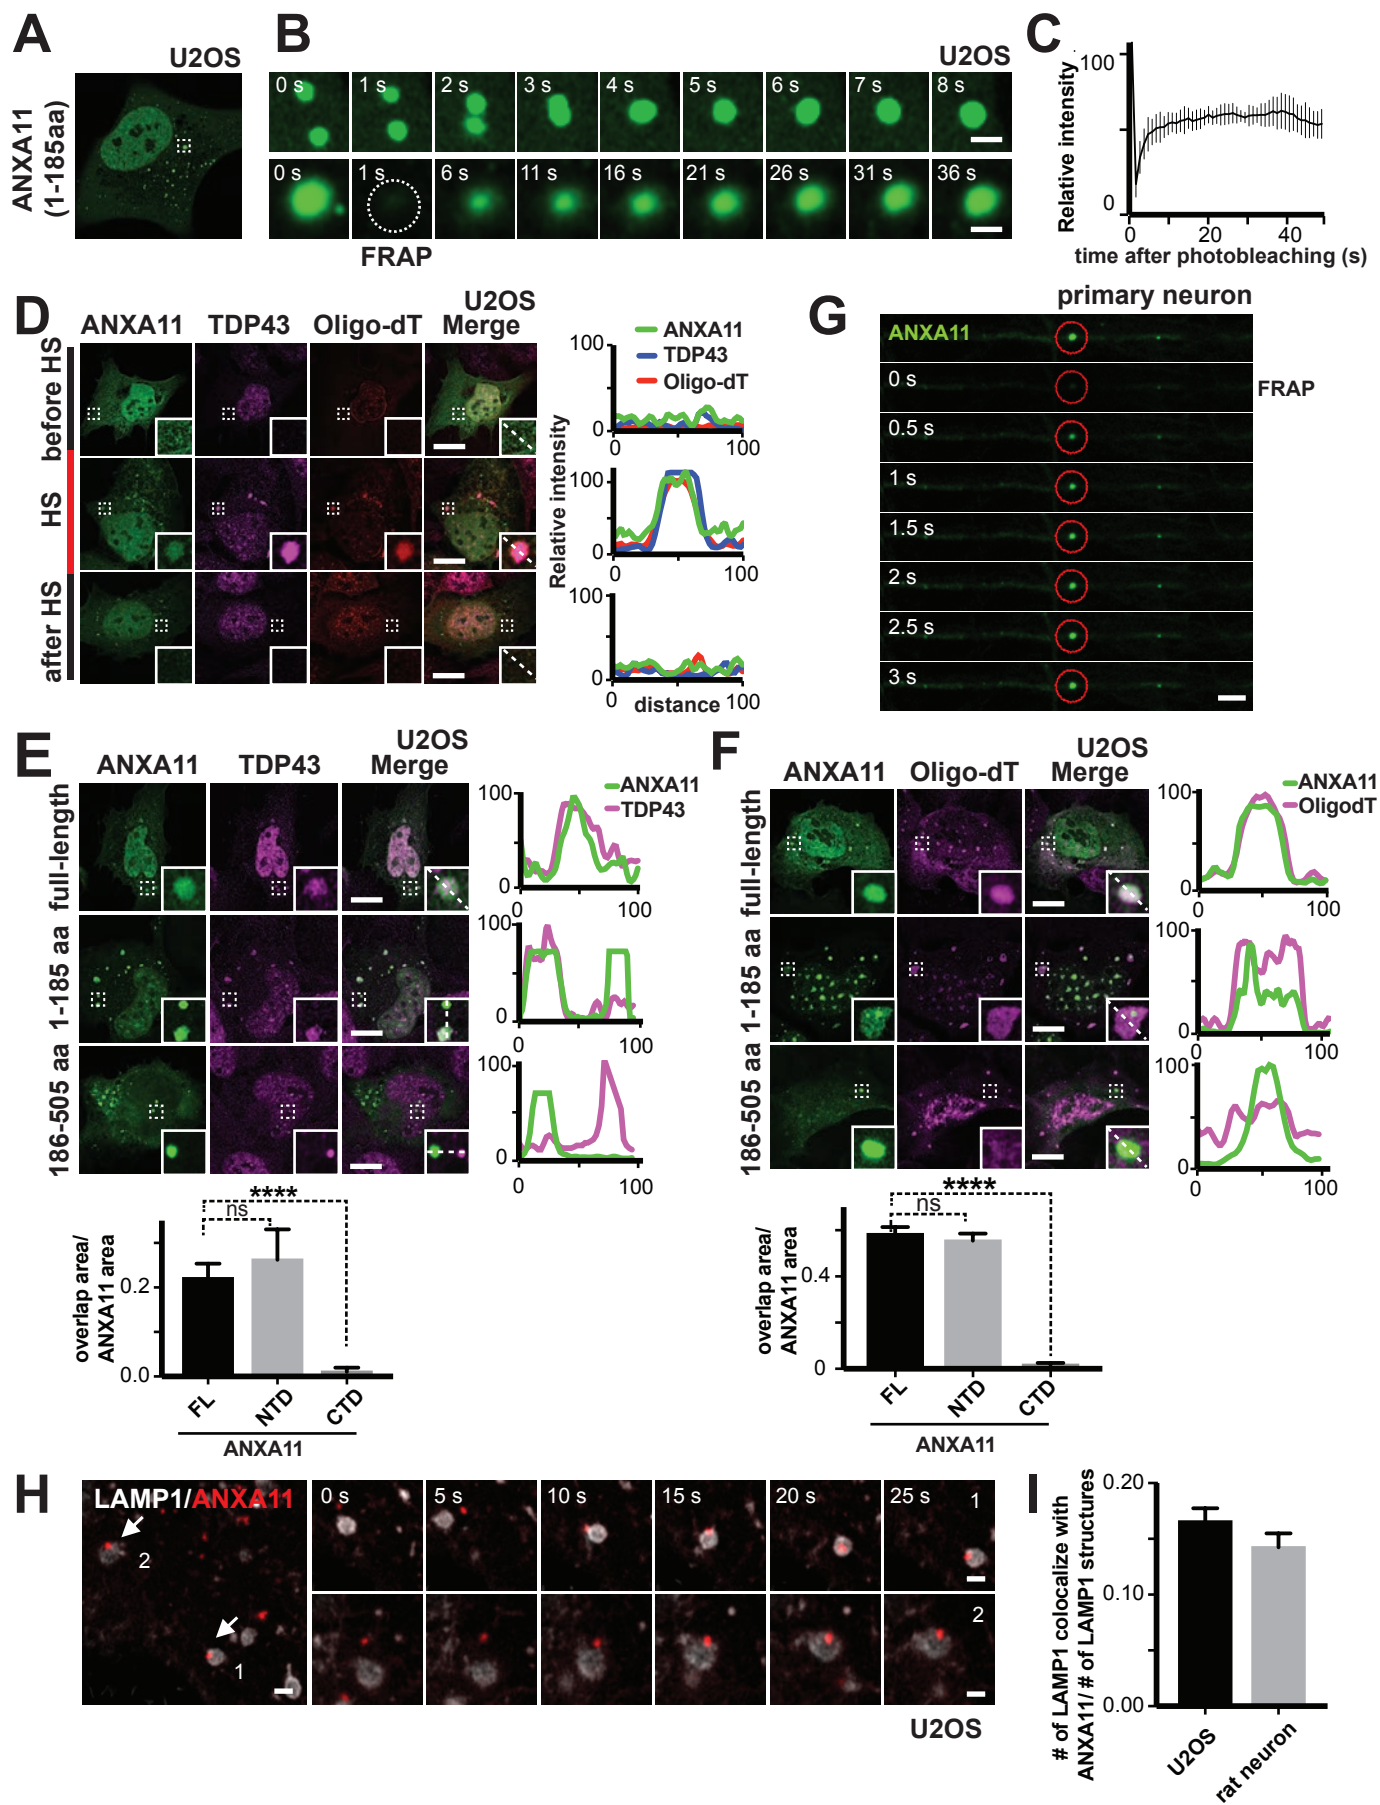 A
U2OS
ANXA11
(1-185aa)
B
U2OS
0 s
1 s
2 s
3 s
4 s
5 s
6 s
7 s
8 s
0 s
1 s
6 s
11 s
16 s
21 s
26 s
31 s
36 s
FRAP
C
Relative intensity
100
0
0
20
40
time after photobleaching (s)
D
U2OS
ANXA11
TDP43
Oligo-dT
Merge
before HS
HS
after HS
ANXA11
TDP43
Oligo-dT
Relative intensity
100
0
0
100
100
0
0
100
100
0
0
distance
100
G
primary neuron
ANXA11
0 s
FRAP
0.5 s
1 s
1.5 s
2 s
2.5 s
3 s
E
U2OS
ANXA11
TDP43
Merge
full-length
1-185 aa
186-505 aa
ANXA11
TDP43
100
0
0
100
100
0
0
100
100
0
0
100
overlap area/
ANXA11 area
0.2
0.0
****
ns
FL
NTD
CTD
ANXA11
F
U2OS
ANXA11
Oligo-dT
Merge
full-length
1-185 aa
186-505 aa
ANXA11
OligodT
100
0
0
100
100
0
0
100
100
0
0
100
overlap area/
ANXA11 area
0.4
0
****
ns
FL
NTD
CTD
ANXA11
H
LAMP1/ANXA11
2
1
0 s
5 s
10 s
15 s
20 s
25 s
1
2
U2OS
I
# of LAMP1 colocalize with
ANXA11/ # of LAMP1 structures
0.20
0.10
0.00
U2OS
rat neuron